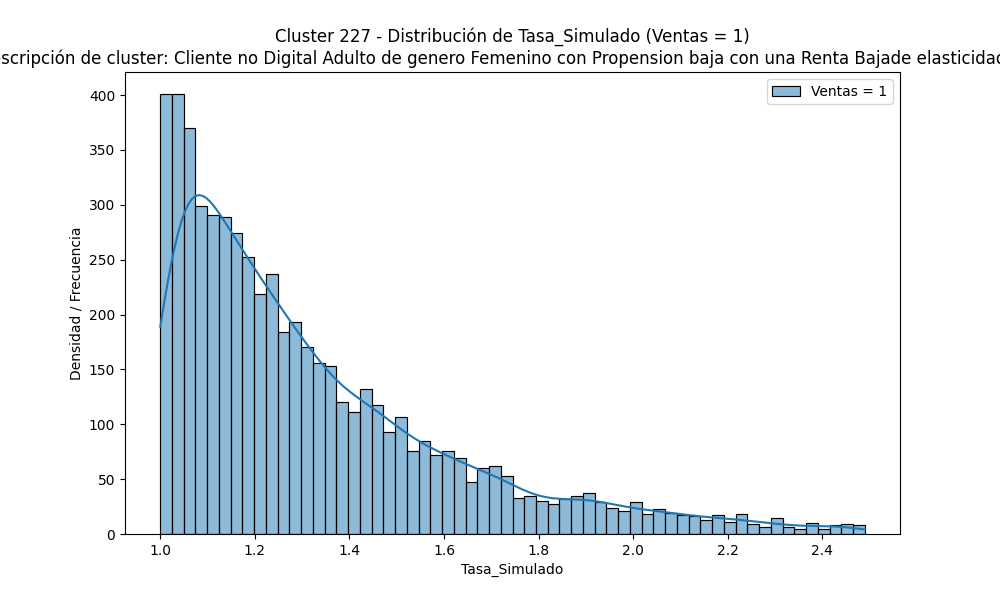 Cluster 227 - Distribución de Tasa_Simulado (Ventas = 1)
scripción de cluster: Cliente no Digital Adulto de genero Femenino con Propension baja con una Renta Bajade elasticidad
Ventas = 1
Densidad / Frecuencia
400
350
300
250
200
150
100
50
0
1.0 1.2 1.4 1.6 1.8 2.0 2.2 2.4
Tasa_Simulado